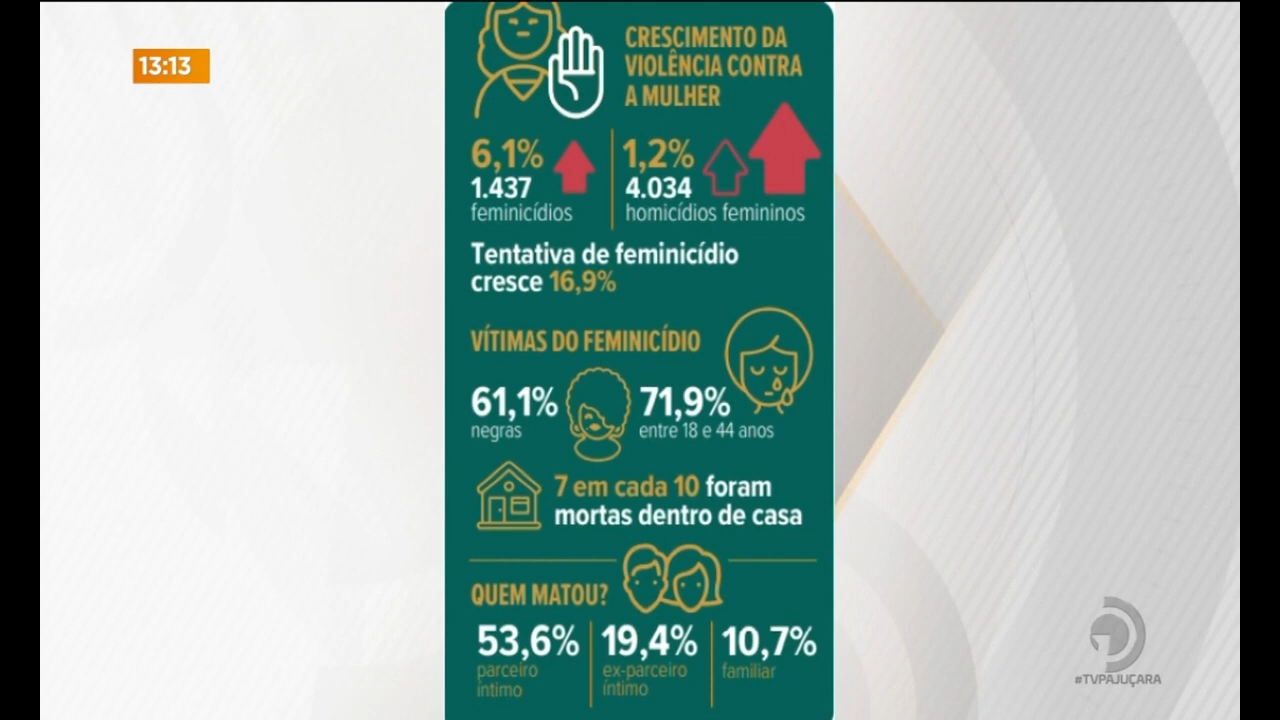 13:13
CRESCIMENTO DA
VIOLÊNCIA CONTRA
A MULHER
6,1%
1.437
feminicídios
1,2%
4.034
homicídios femininos
Tentativa de feminicídio
cresce 16,9%
VÍTIMAS DO FEMINICÍDIO
61,1%
negras
71,9%
entre 18 e 44 anos
7 em cada 10 foram
mortas dentro de casa
QUEM MATOU?
53,6%
parceiro
íntimo
19,4%
ex-parceiro
íntimo
10,7%
familiar
#TVPAJUÇARA